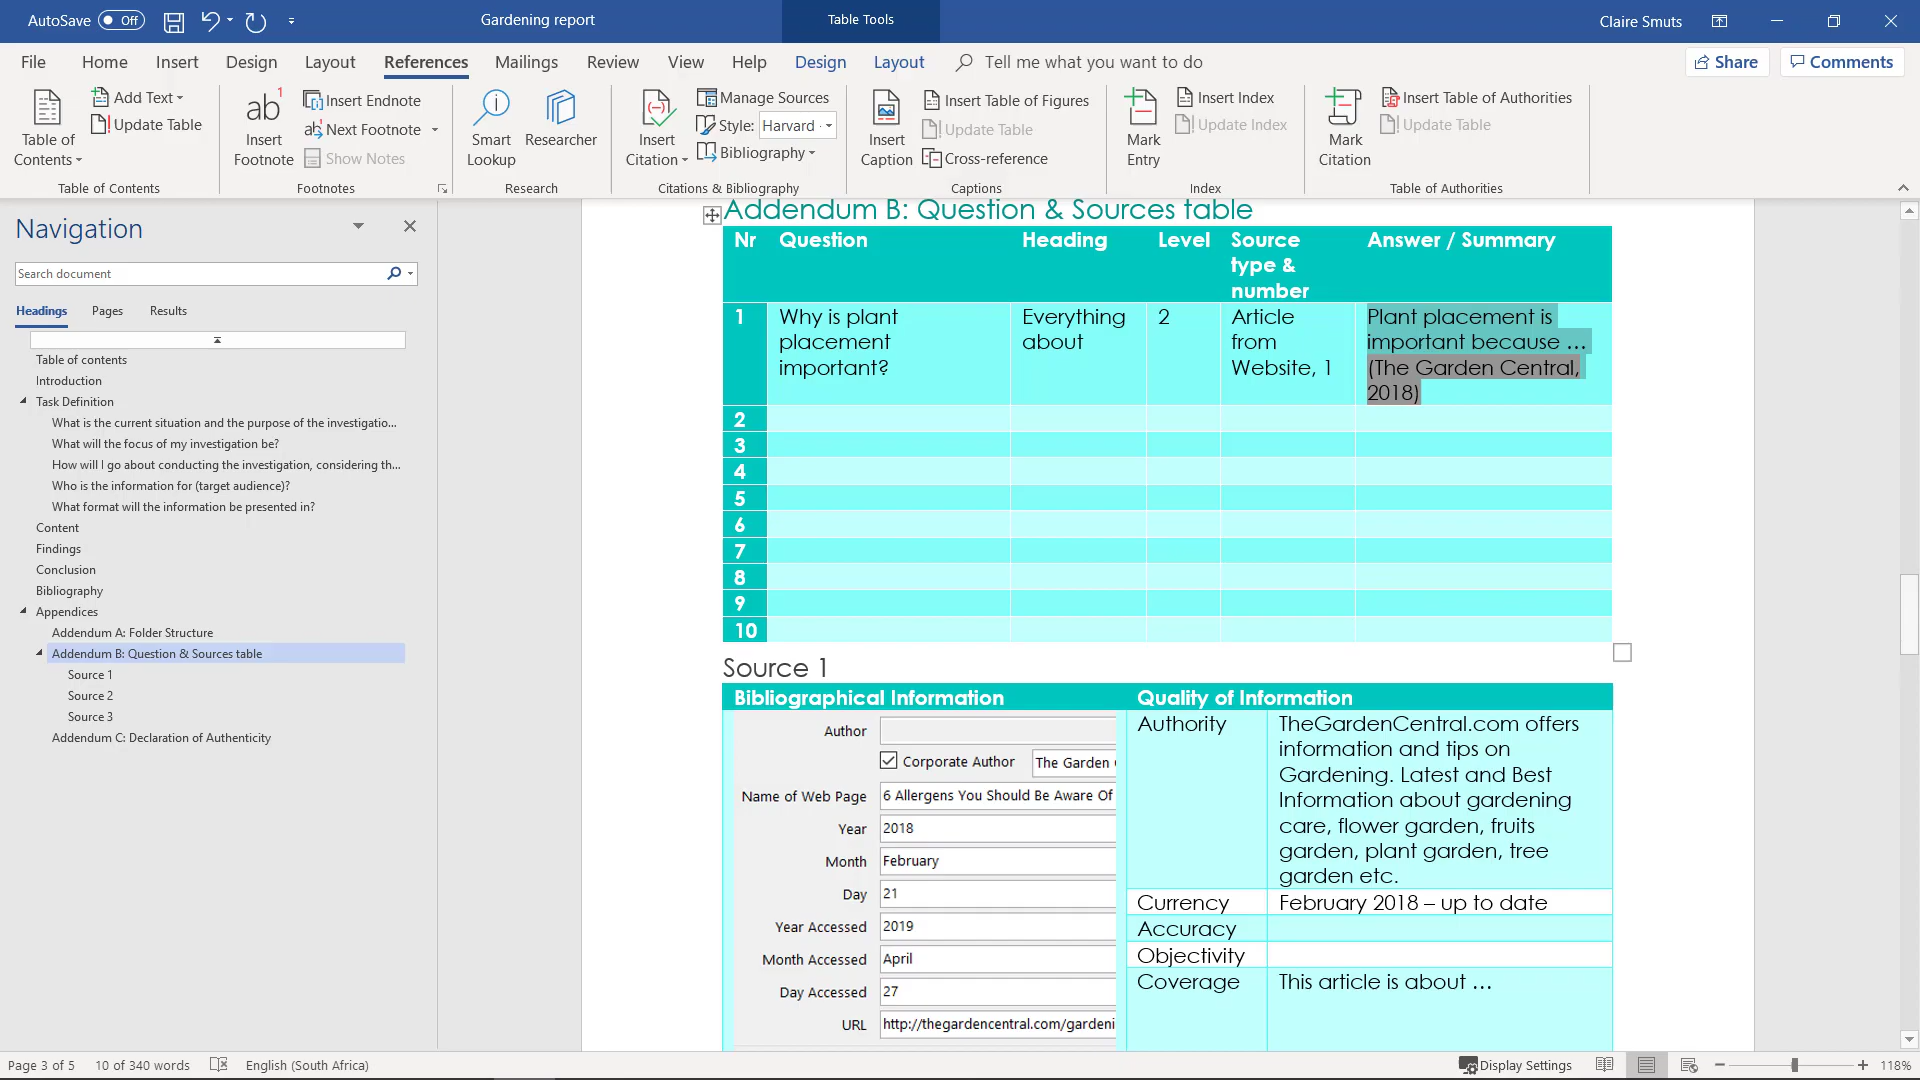 AutoSave Off
Gardening report
Table Tools
Claire Smuts
File Home Insert Design Layout References Mailings Review View Help Design Layout Tell me what you want to do Share Comments
Table of Contents
Add Text
Update Table
Table of Contents
ab 1
Insert Footnote
Insert Endnote
Next Footnote
Show Notes
Footnotes
Smart Lookup
Researcher
Research
Insert Citation
Manage Sources
Style: Harvard
Bibliography
Citations & Bibliography
Insert Caption
Insert Table of Figures
Update Table
Cross-reference
Captions
Mark Entry
Insert Index
Update Index
Index
Mark Citation
Insert Table of Authorities
Update Table
Table of Authorities
Navigation
Search document
Headings Pages Results
Table of contents
Introduction
Task Definition
What is the current situation and the purpose of the investigatio...
What will the focus of my investigation be?
How will I go about conducting the investigation, considering th...
Who is the information for (target audience)?
What format will the information be presented in?
Content
Findings
Conclusion
Bibliography
Appendices
Addendum A: Folder Structure
Addendum B: Question & Sources table
Source 1
Source 2
Source 3
Addendum C: Declaration of Authenticity
Addendum B: Question & Sources table
Nr Question Heading Level Source type & number Answer / Summary
1 Why is plant placement important? Everything about 2 Article from Website, 1 Plant placement is important because … (The Garden Central, 2018)
2
3
4
5
6
7
8
9
10
Source 1
Bibliographical Information Quality of Information
Author
Corporate Author The Garden
Name of Web Page 6 Allergens You Should Be Aware Of
Year 2018
Month February
Day 21
Year Accessed 2019
Month Accessed April
Day Accessed 27
URL http://thegardencentral.com/gardeni
Authority TheGardenCentral.com offers
information and tips on
Gardening. Latest and Best
Information about gardening
care, flower garden, fruits
garden, plant garden, tree
garden etc.
Currency February 2018 – up to date
Accuracy
Objectivity
Coverage This article is about …
Page 3 of 5 10 of 340 words English (South Africa) Display Settings 118%